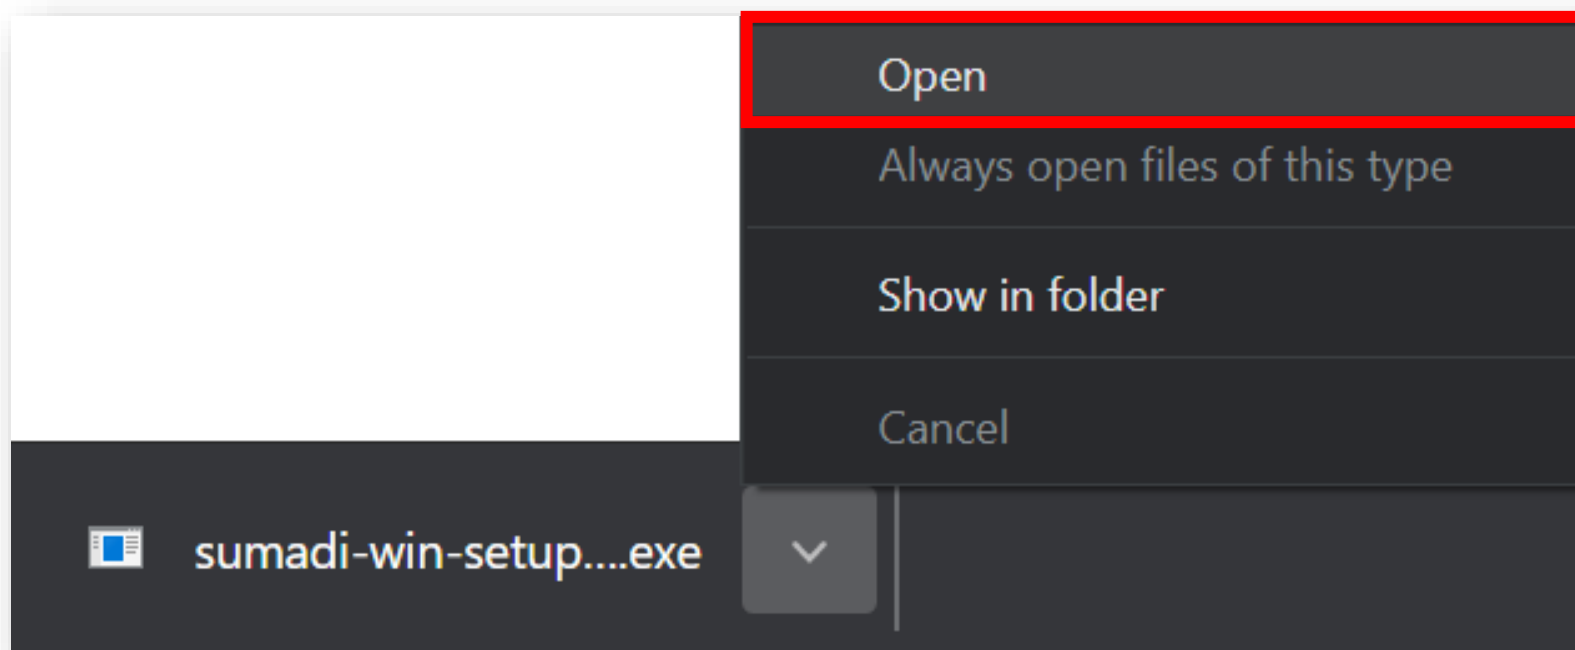 Open
Always open files of this type
Show in folder
Cancel
sumadi-win-setup....exe